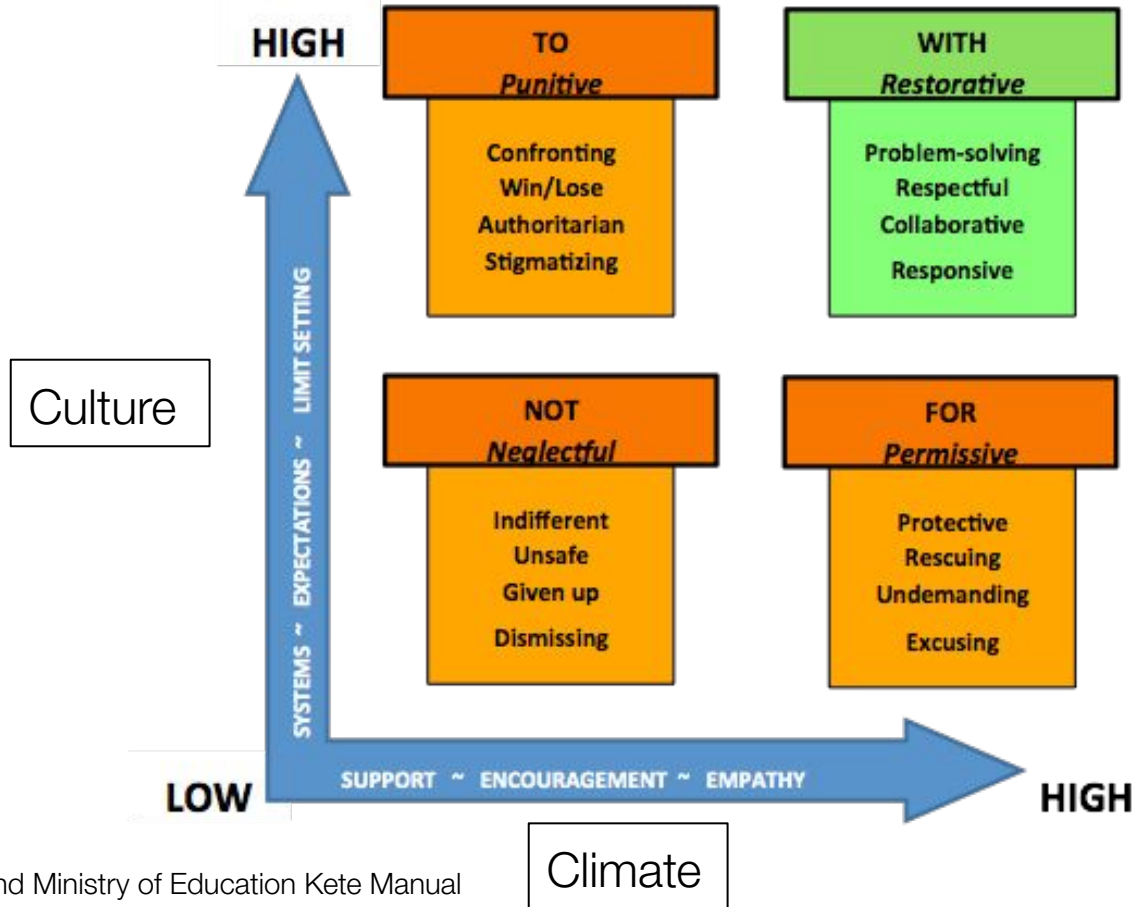 HIGH
TO
Punitive
Confronting
Win/Lose
Authoritarian
Stigmatizing
WITH
Restorative
Problem-solving
Respectful
Collaborative
Responsive
Culture
SYSTEMS ~ EXPECTATIONS ~ LIMIT SETTING
NOT
Neglectful
Indifferent
Unsafe
Given up
Dismissing
FOR
Permissive
Protective
Rescuing
Undemanding
Excusing
LOW
SUPPORT ~ ENCOURAGEMENT ~ EMPATHY
HIGH
Climate
nd Ministry of Education Kete Manual